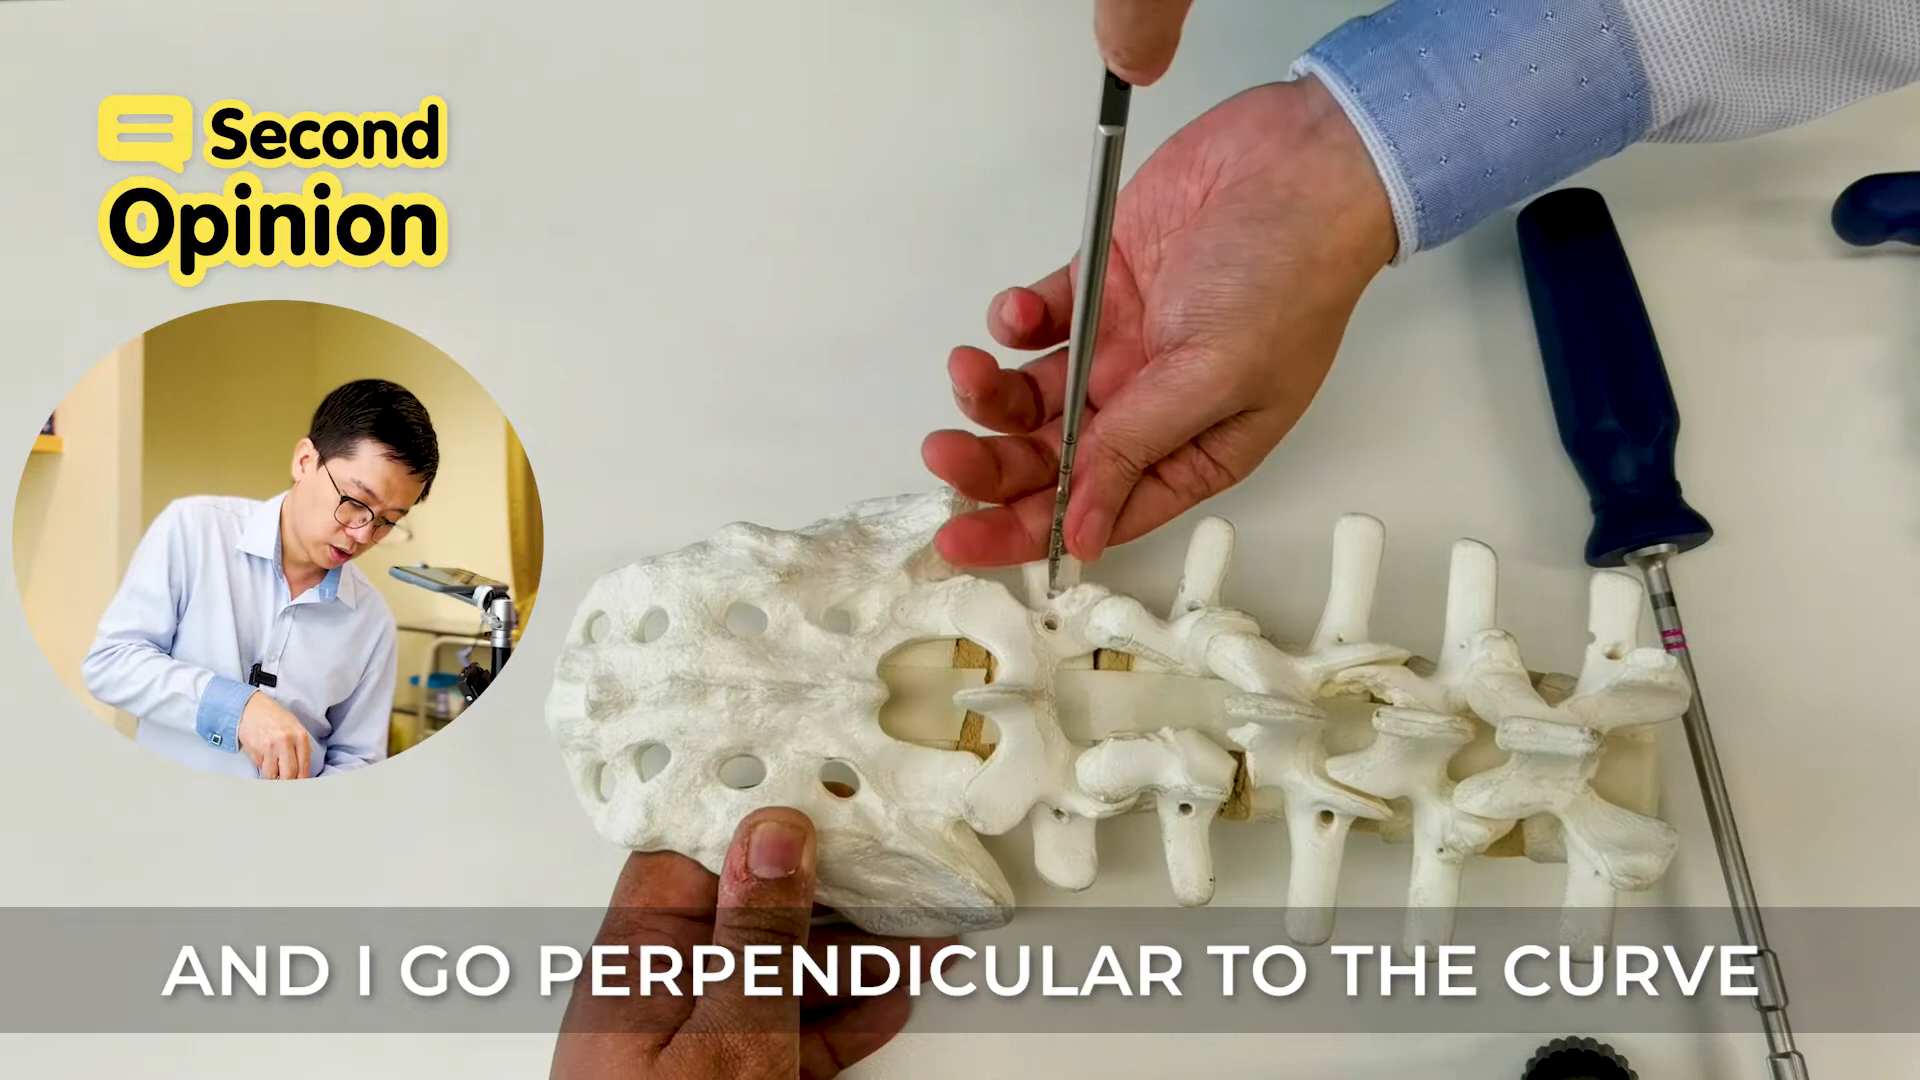 Second
Opinion
AND I GO PERPENDICULAR TO THE CURVE